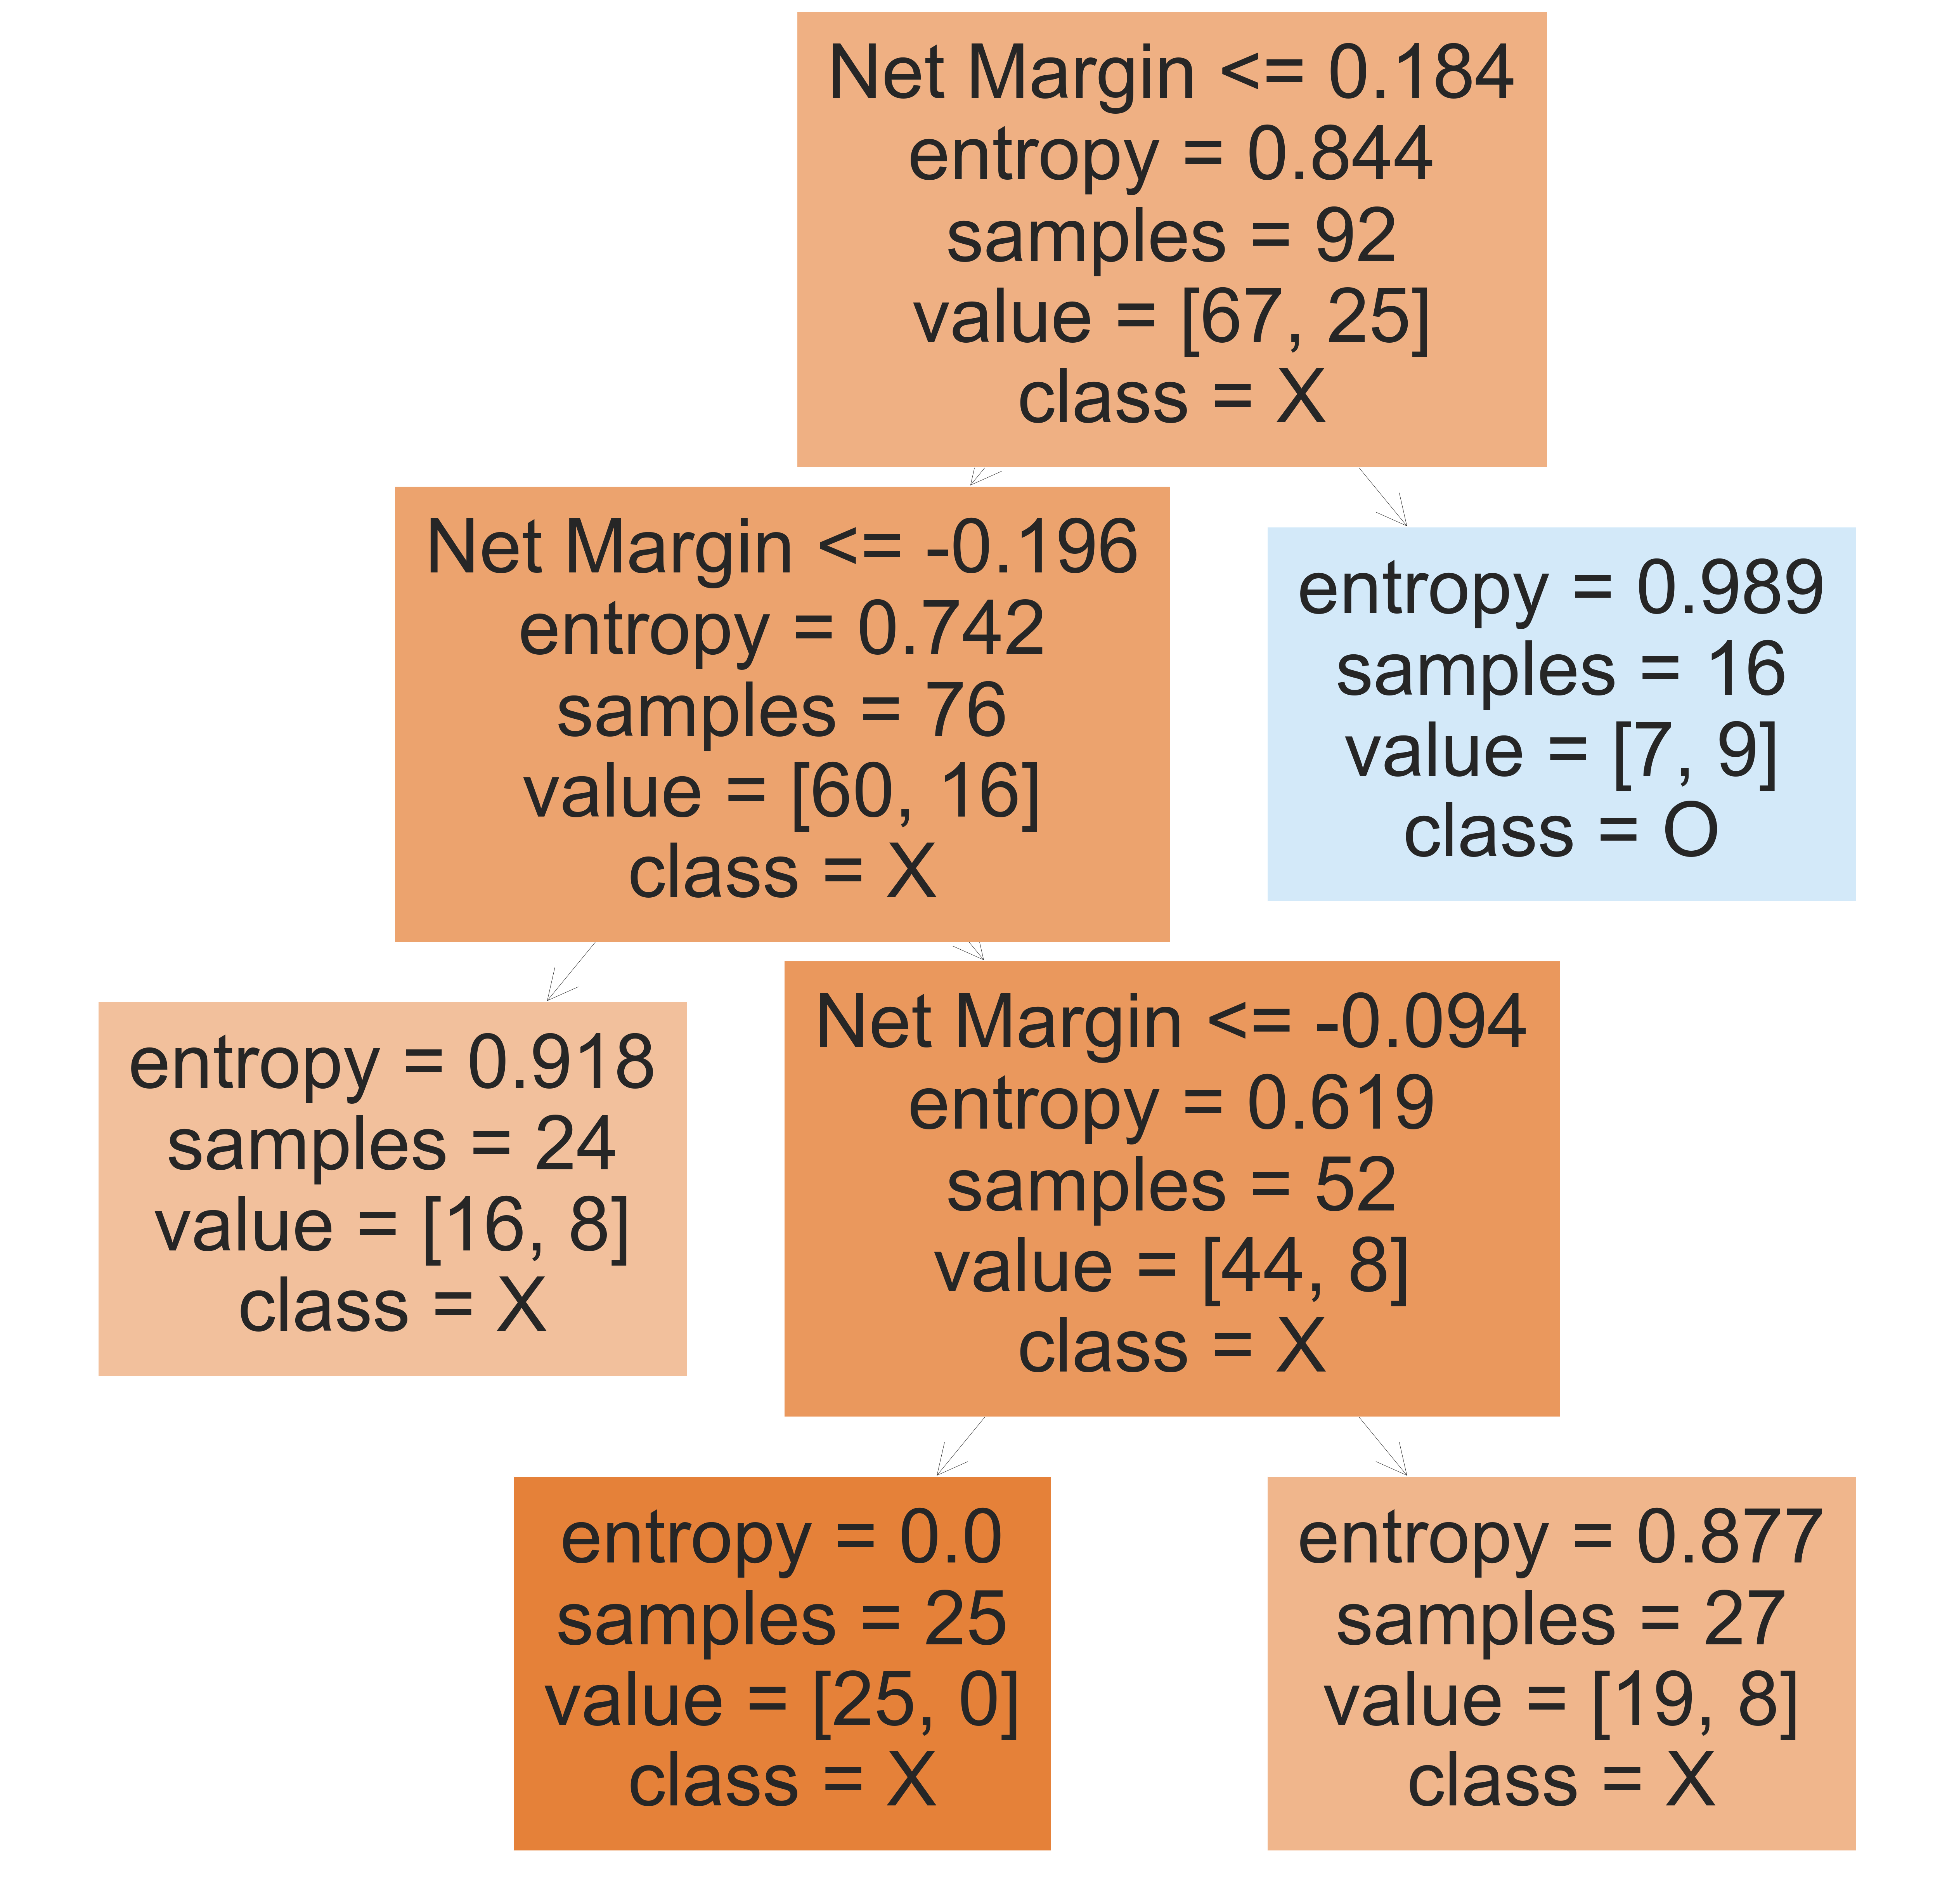 Net Margin <= 0.184
entropy = 0.844
samples = 92
value = [67, 25]
class = X
Net Margin <= -0.196
entropy = 0.742
samples = 76
value = [60, 16]
class = X
entropy = 0.989
samples = 16
value = [7, 9]
class = O
entropy = 0.918
samples = 24
value = [16, 8]
class = X
Net Margin <= -0.094
entropy = 0.619
samples = 52
value = [44, 8]
class = X
entropy = 0.0
samples = 25
value = [25, 0]
class = X
entropy = 0.877
samples = 27
value = [19, 8]
class = X